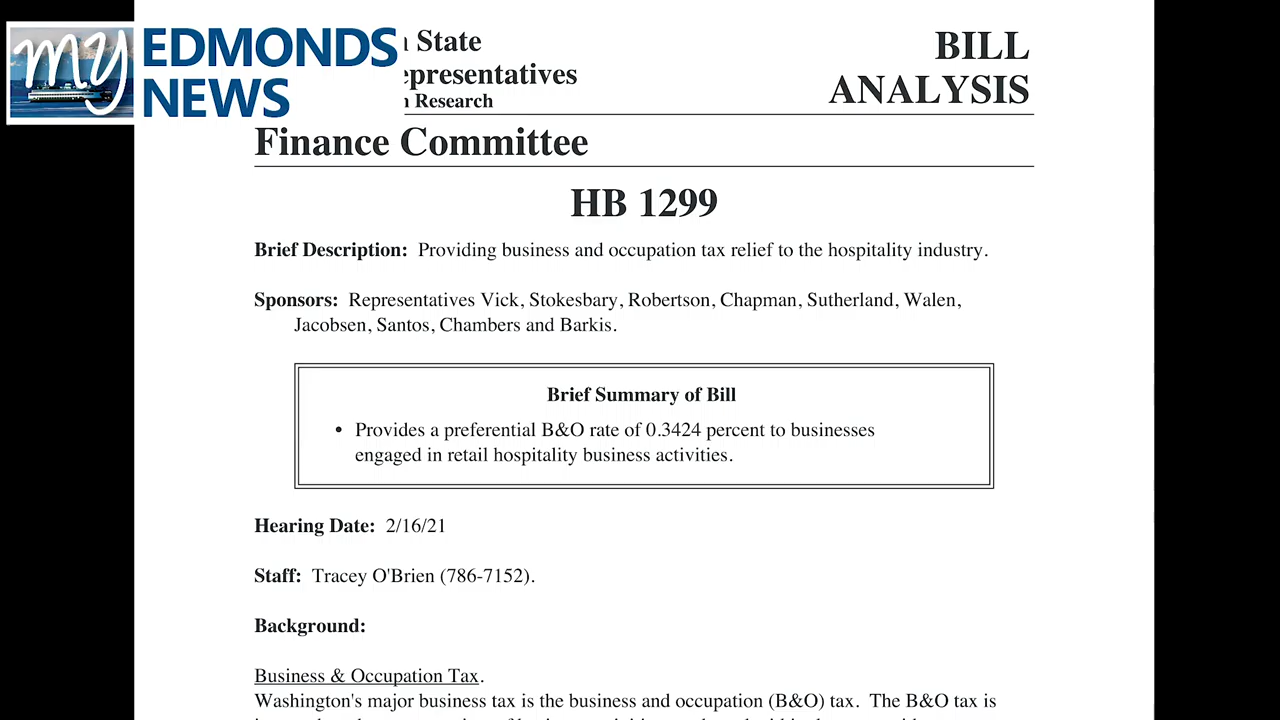 my EDMONDS
NEWS
State
Research
BILL
ANALYSIS
Finance Committee
HB 1299
Brief Description: Providing business and occupation tax relief to the hospitality industry.
Sponsors: Representatives Vick, Stokesbary, Robertson, Chapman, Sutherland, Walen,
Jacobsen, Santos, Chambers and Barkis.
Brief Summary of Bill
• Provides a preferential B&O rate of 0.3424 percent to businesses
engaged in retail hospitality business activities.
Hearing Date: 2/16/21
Staff: Tracey O'Brien (786-7152).
Background:
Business & Occupation Tax.
Washington's major business tax is the business and occupation (B&O) tax. The B&O tax is